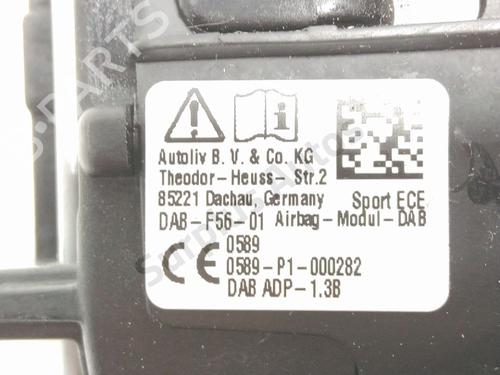 Autoliv B. V. & Co. KG
Theodor-Heuss- Str.2
85221 Dachau, Germany Sport ECE
DAB-F56-01 Airbag-Modul-DAB
CE 0589
0589-P1-000282
DAB ADP-1.3B